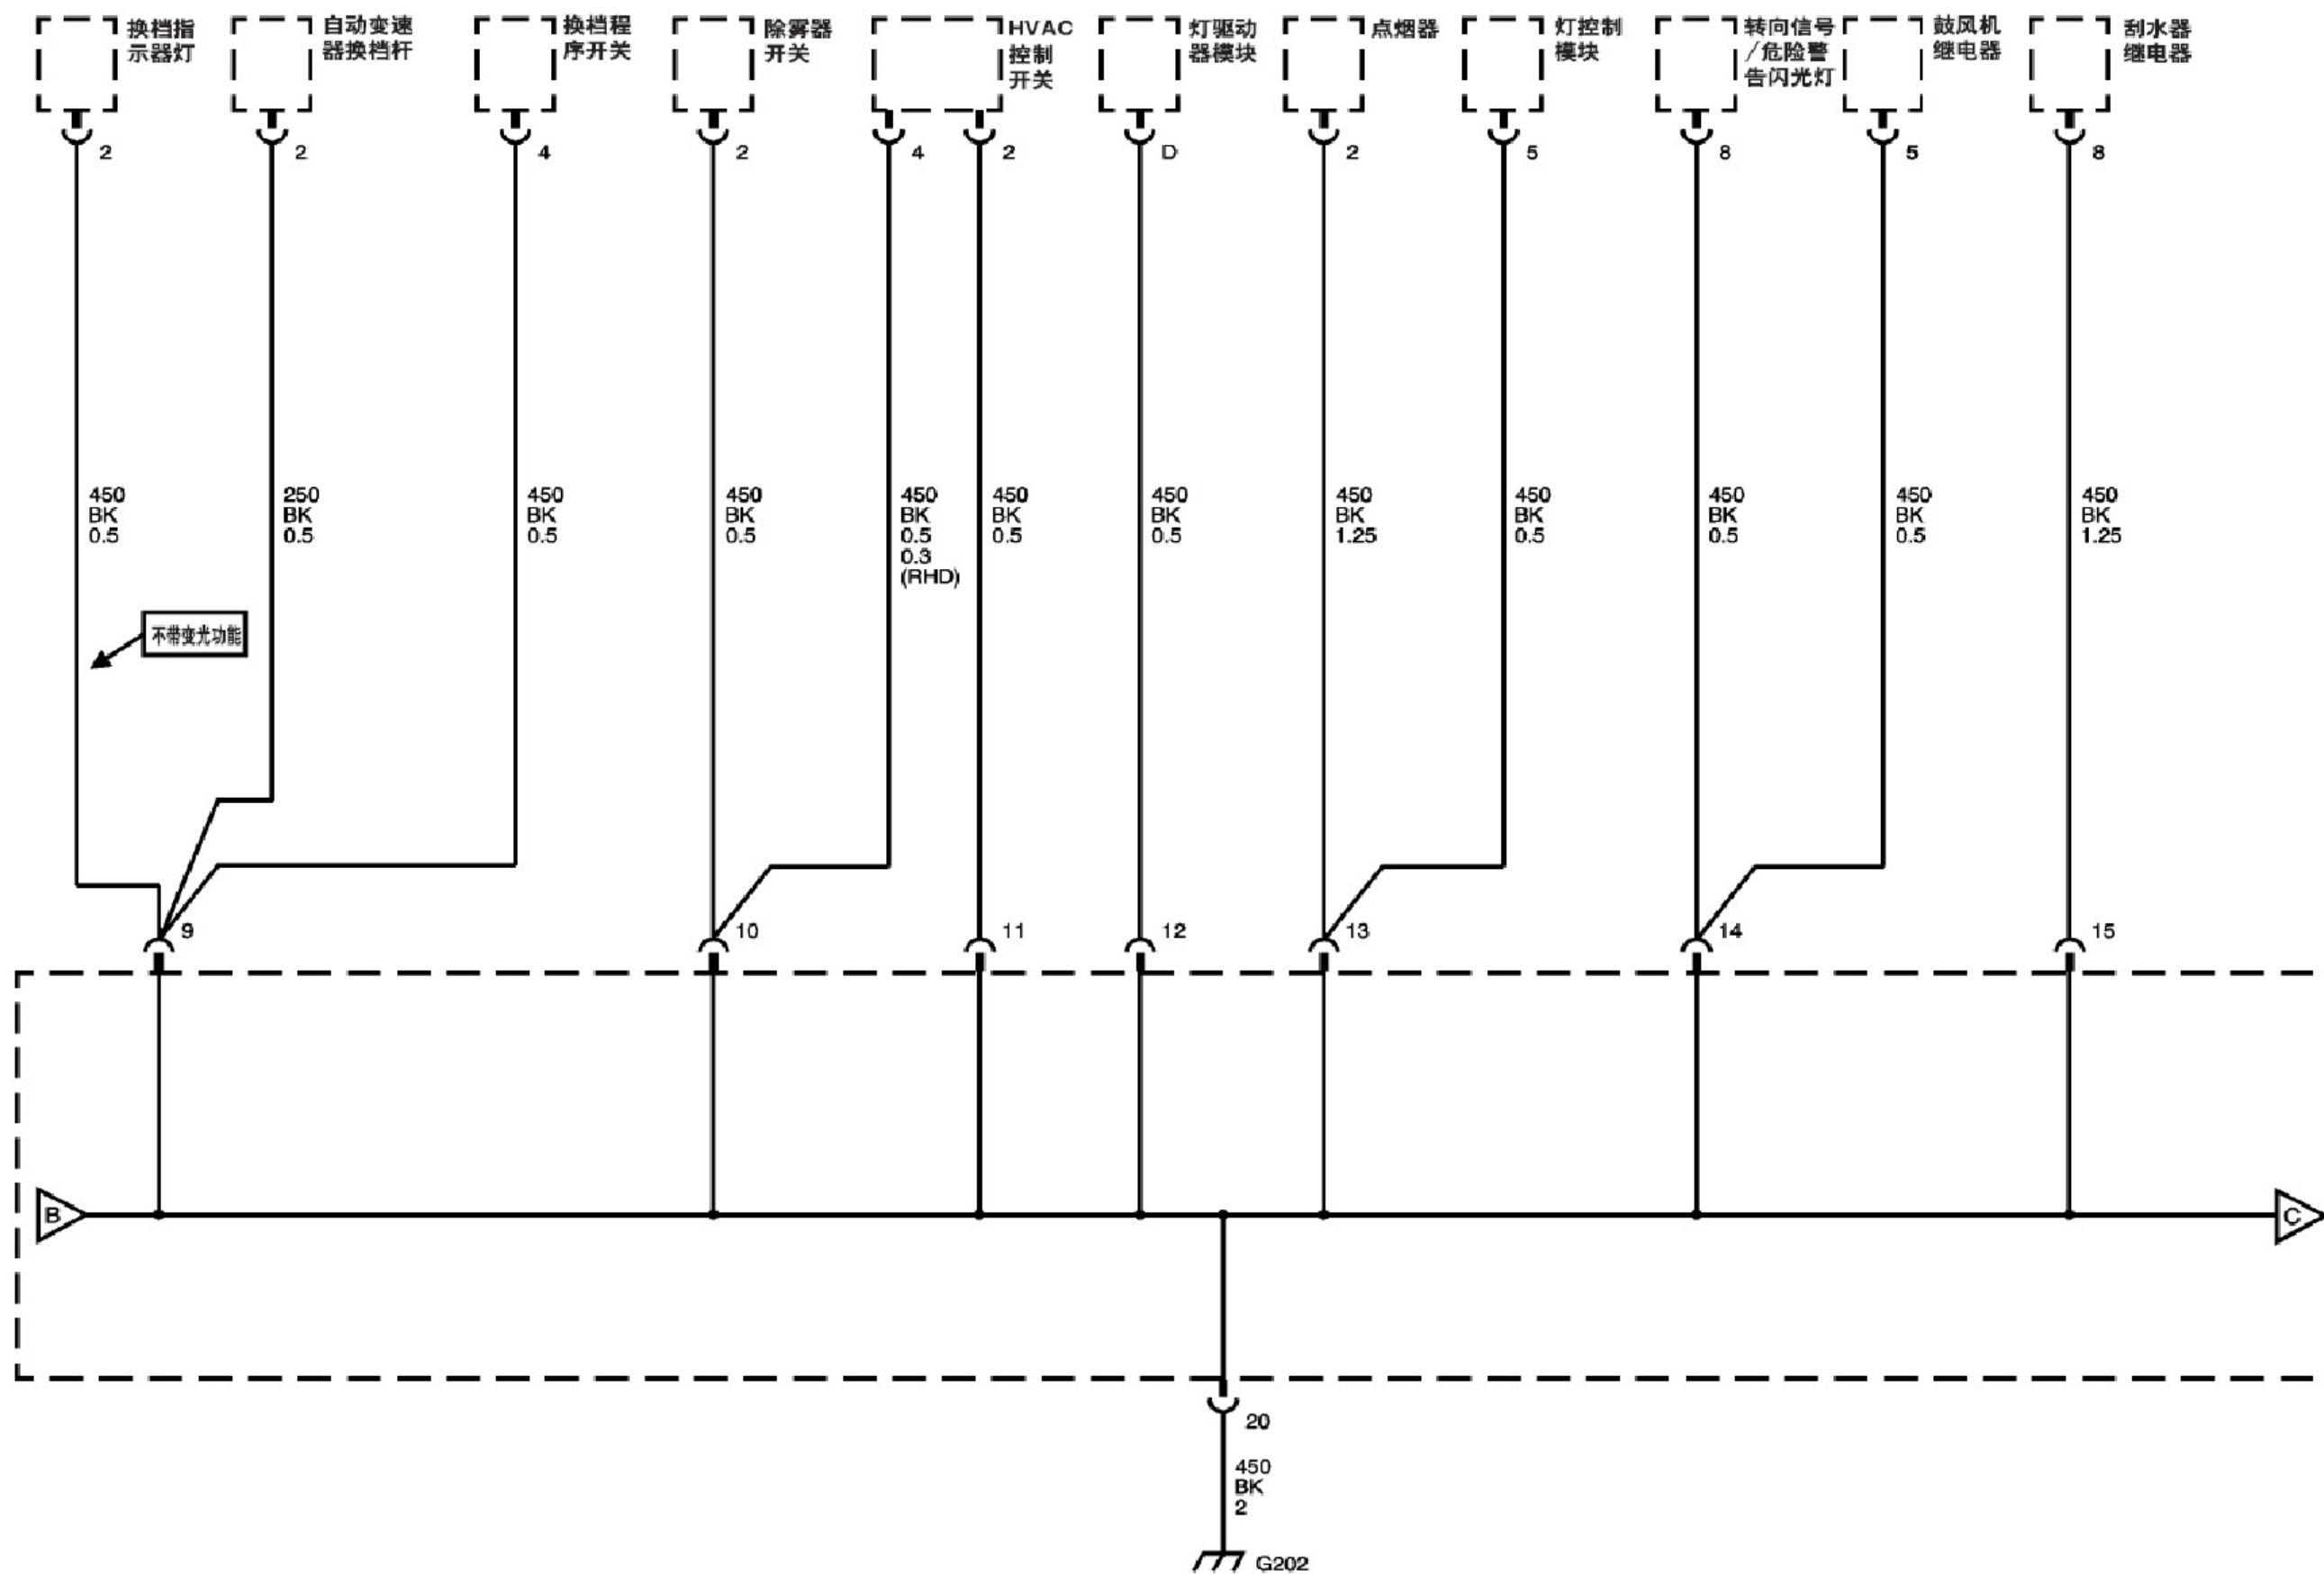 换档指
示器灯
自动变速
器换档杆
换档程
序开关
除雾器
开关
HVAC
控制
开关
灯驱动
器模块
点烟器
灯控制
模块
转向信号
/危险警
告闪光灯
鼓风机
继电器
刮水器
继电器
2
2
4
2
4
2
D
2
5
8
5
8
450
BK
0.5
250
BK
0.5
450
BK
0.5
450
BK
0.5
450
BK
0.5
0.3
(RHD)
450
BK
0.5
450
BK
0.5
450
BK
1.25
450
BK
0.5
450
BK
0.5
450
BK
0.5
450
BK
1.25
不带变光功能
9
10
11
12
13
14
15
B
C
20
450
BK
2
G202